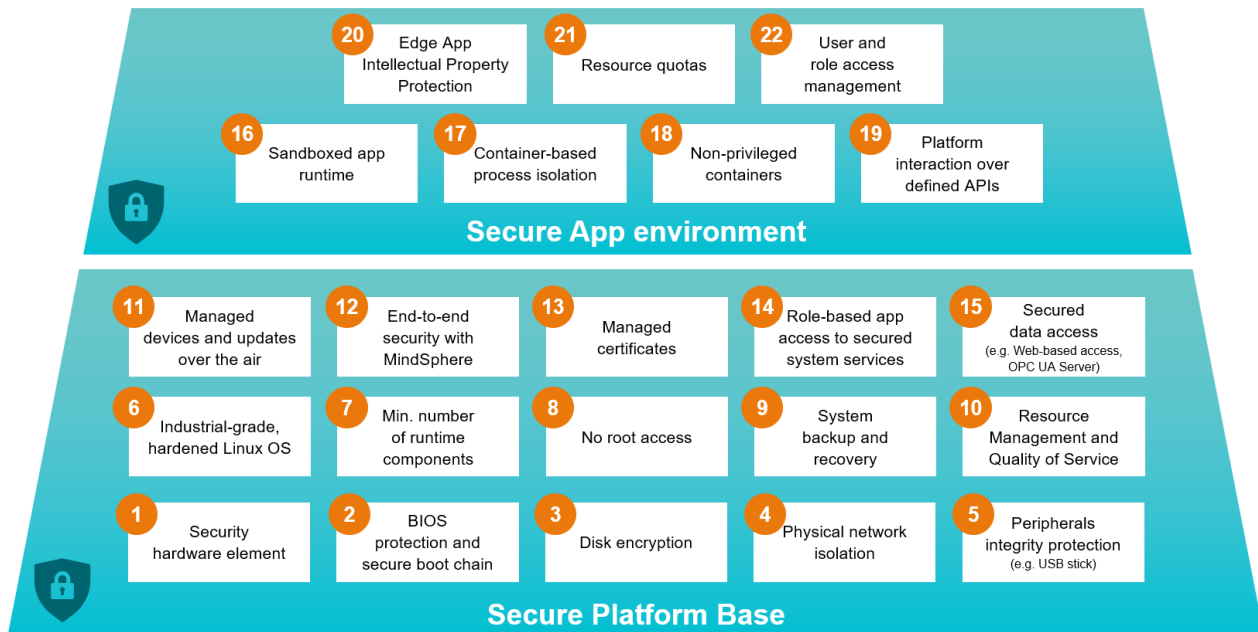 20
Edge App
Intellectual Property
Protection
21
Resource quotas
22
User and
role access
management
16
Sandboxed app
runtime
17
Container-based
process isolation
18
Non-privileged
containers
19
Platform
interaction over
defined APIs
Secure App environment
11
Managed
devices and updates
over the air
12
End-to-end
security with
MindSphere
13
Managed
certificates
14
Role-based app
access to secured
system services
15
Secured
data access
(e.g. Web-based access,
OPC UA Server)
6
Industrial-grade,
hardened Linux OS
7
Min. number
of runtime
components
8
No root access
9
System
backup and
recovery
10
Resource
Management and
Quality of Service
1
Security
hardware element
2
BIOS
protection and
secure boot chain
3
Disk encryption
4
Physical network
isolation
5
Peripherals
integrity protection
(e.g. USB stick)
Secure Platform Base